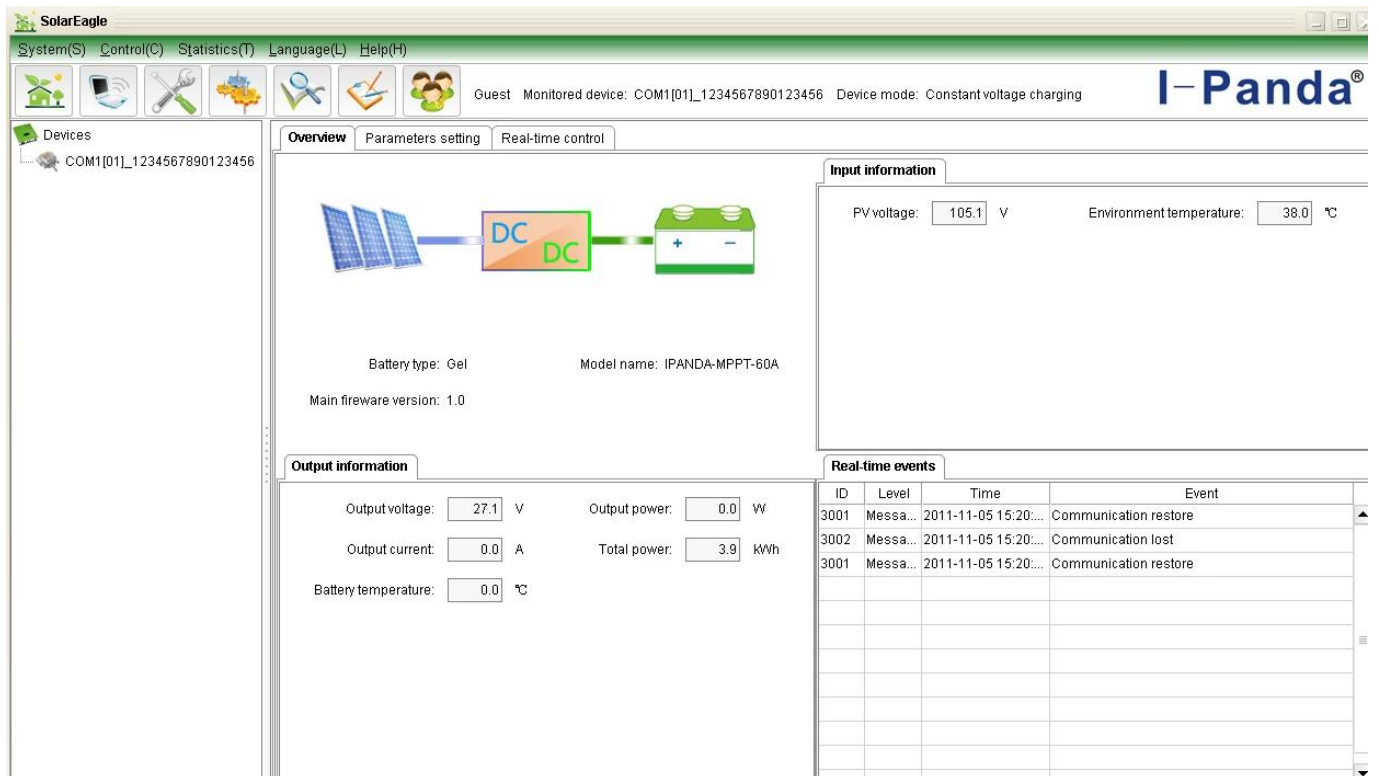 SolarEagle
System(S) Control(C) Statistics(T) Language(L) Help(H)
Guest Monitored device: COM1[01]_1234567890123456 Device mode: Constant voltage charging
I-Panda®
Devices
COM1[01]_1234567890123456
Overview Parameters setting Real-time control
DC
DC
+ −
Battery type: Gel Model name: IPANDA-MPPT-60A
Main fireware version: 1.0
Input information
PV voltage: 105.1 V Environment temperature: 38.0 ℃
Output information
Output voltage: 27.1 V Output power: 0.0 W
Output current: 0.0 A Total power: 3.9 kWh
Battery temperature: 0.0 ℃
Real-time events
ID Level Time Event
3001 Messa... 2011-11-05 15:20:... Communication restore
3002 Messa... 2011-11-05 15:20:... Communication lost
3001 Messa... 2011-11-05 15:20:... Communication restore